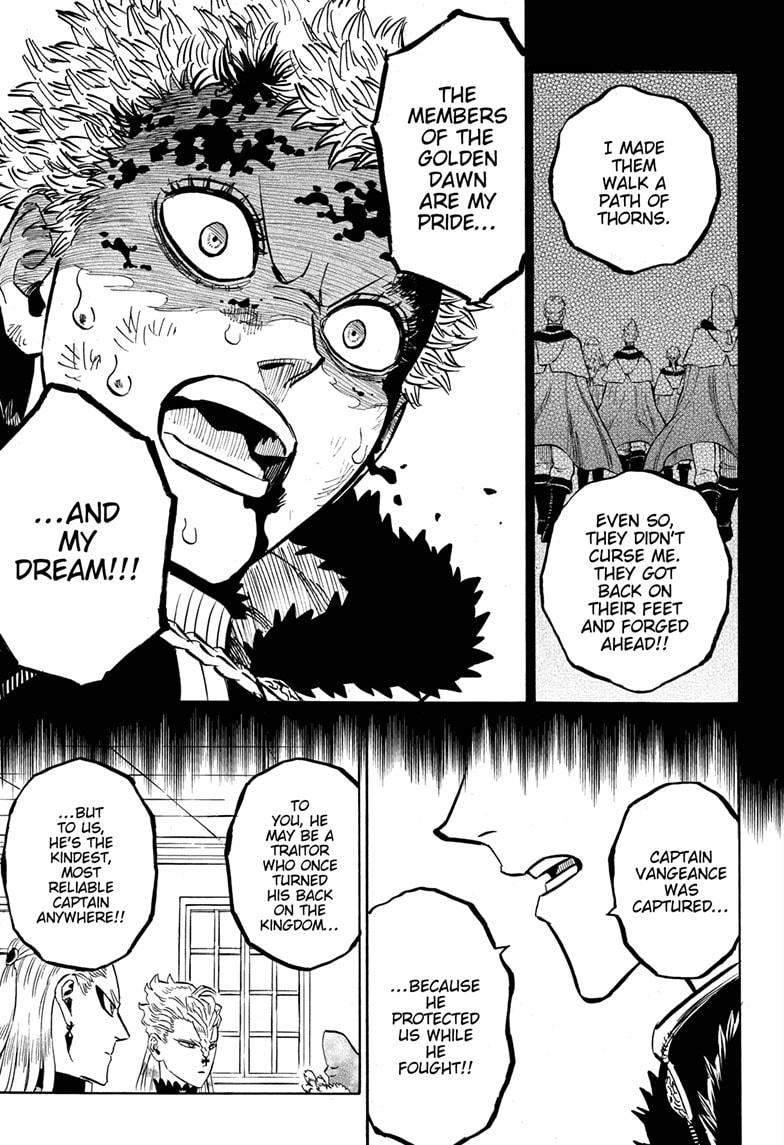 I MADE
THEM
WALK A
PATH OF
THORNS.
EVEN SO,
THEY DIDN'T
CURSE ME.
THEY GOT
BACK ON
THEIR FEET
AND FORGED
AHEAD!!
THE
MEMBERS
OF THE
GOLDEN
DAWN
ARE MY
PRIDE...
...AND
MY
DREAM!!!
CAPTAIN
VANGEANCE
WAS
CAPTURED...
...BECAUSE
HE
PROTECTED
US WHILE
HE
FOUGHT!!
TO
YOU, HE
MAY BE A
TRAITOR
WHO ONCE
TURNED
HIS BACK
ON THE
KINGDOM...
...BUT
TO US,
HE'S THE
KINDEST,
MOST
RELIABLE
CAPTAIN
ANYWHERE!!